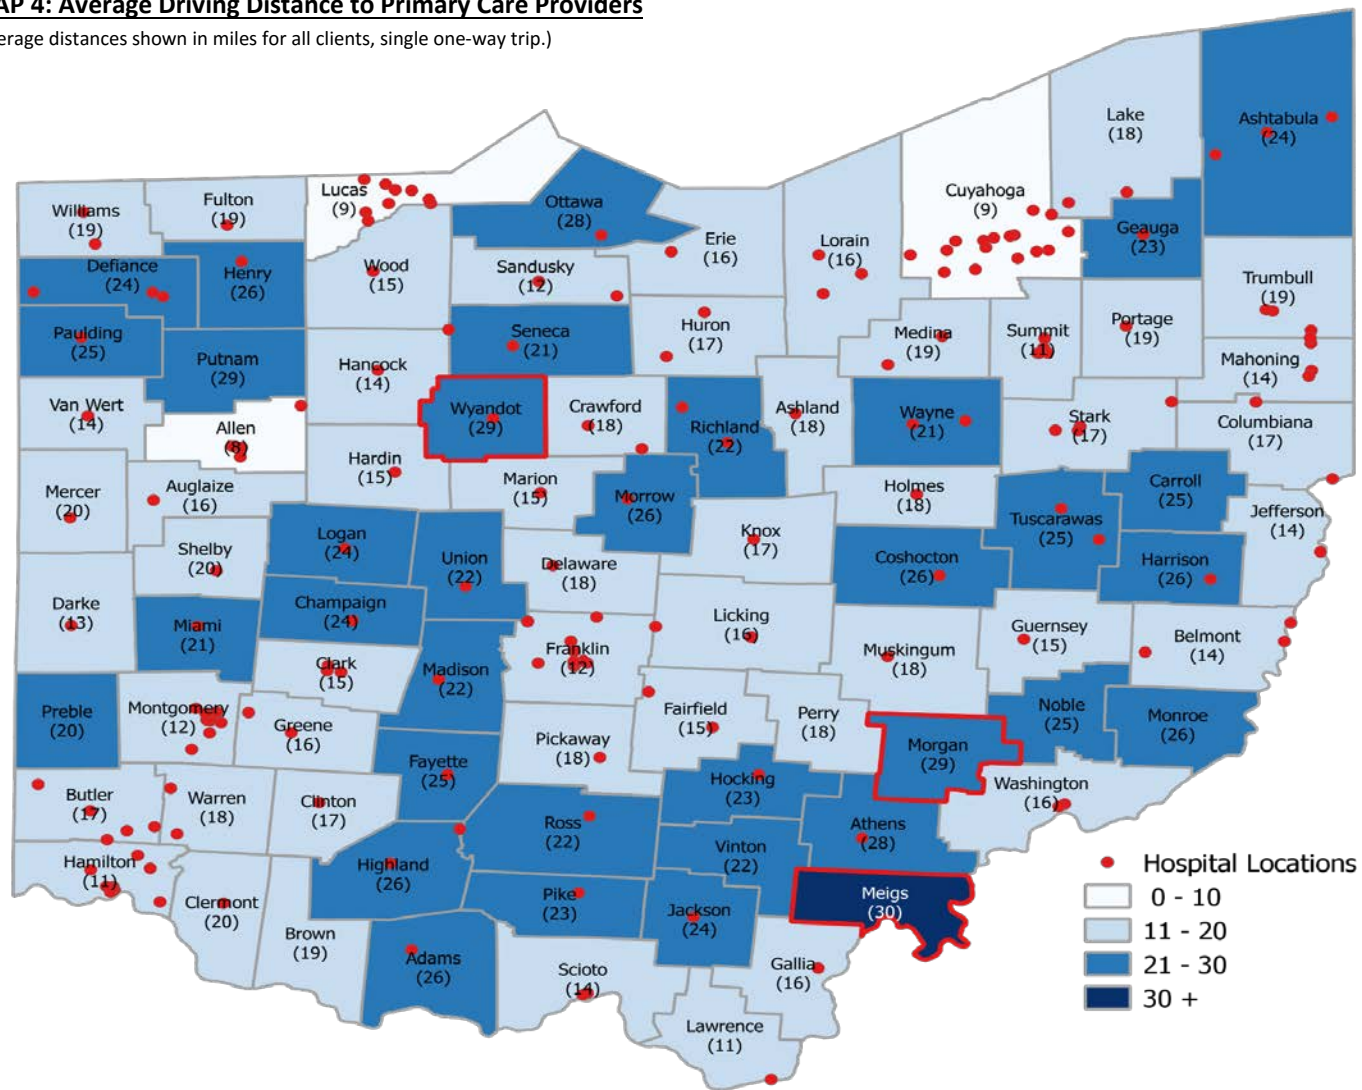 AP 4: Average Driving Distance to Primary Care Providers
erage distances shown in miles for all clients, single one-way trip.)
Lake
(18)
Ashtabula
(24)
Lucas
(9)
Cuyahoga
(9)
Williams
(19)
Fulton
(19)
Ottawa
(28)
Geauga
(23)
Erie
(16)
Lorain
(16)
Defiance
(24)
Henry
(26)
Wood
(15)
Sandusky
(12)
Trumbull
(19)
Paulding
(25)
Putnam
(29)
Hancock
(14)
Seneca
(21)
Huron
(17)
Medina
(19)
Summit
(11)
Portage
(19)
Mahoning
(14)
Van Wert
(14)
Allen
(8)
Wyandot
(29)
Crawford
(18)
Richland
(22)
Ashland
(18)
Wayne
(21)
Stark
(17)
Columbiana
(17)
Mercer
(20)
Auglaize
(16)
Hardin
(15)
Marion
(15)
Morrow
(26)
Holmes
(18)
Carroll
(25)
Jefferson
(14)
Shelby
(20)
Logan
(24)
Union
(22)
Delaware
(18)
Knox
(17)
Coshocton
(26)
Tuscarawas
(25)
Harrison
(26)
Darke
(13)
Miami
(21)
Champaign
(24)
Licking
(16)
Guernsey
(15)
Belmont
(14)
Clark
(15)
Madison
(22)
Franklin
(12)
Muskingum
(18)
Preble
(20)
Montgomery
(12)
Greene
(16)
Fairfield
(15)
Perry
(18)
Noble
(25)
Monroe
(26)
Pickaway
(18)
Morgan
(29)
Fayette
(25)
Hocking
(23)
Washington
(16)
Butler
(17)
Warren
(18)
Clinton
(17)
Ross
(22)
Vinton
(22)
Athens
(28)
Hamilton
(11)
Highland
(26)
Clermont
(20)
Pike
(23)
Jackson
(24)
Meigs
(30)
Brown
(19)
Adams
(26)
Scioto
(14)
Gallia
(16)
Lawrence
(11)
Hospital Locations
0 - 10
11 - 20
21 - 30
30 +